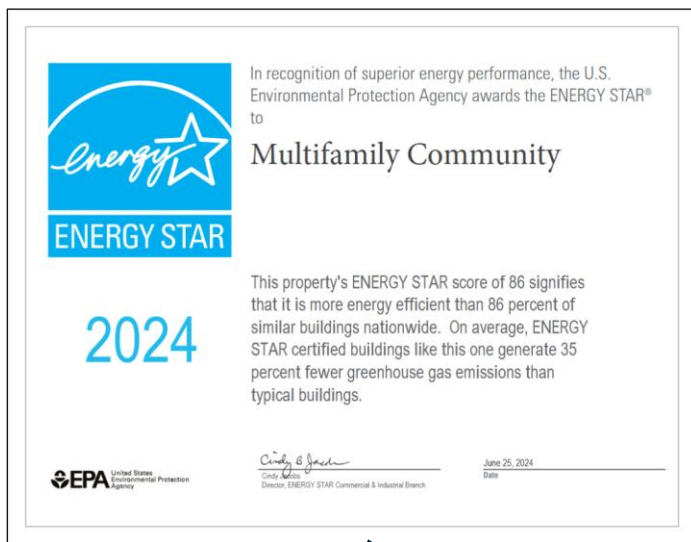 In recognition of superior energy performance, the U.S.
Environmental Protection Agency awards the ENERGY STAR®
to
Multifamily Community
energy
ENERGY STAR
This property's ENERGY STAR score of 86 signifies
that it is more energy efficient than 86 percent of
similar buildings nationwide. On average, ENERGY
STAR certified buildings like this one generate 35
percent fewer greenhouse gas emissions than
typical buildings.
2024
EPA United States
Environmental Protection
Agency
Cindy B Jacobs
Cindy Jacobs
Director, ENERGY STAR Commercial & Industrial Branch
June 25, 2024
Date